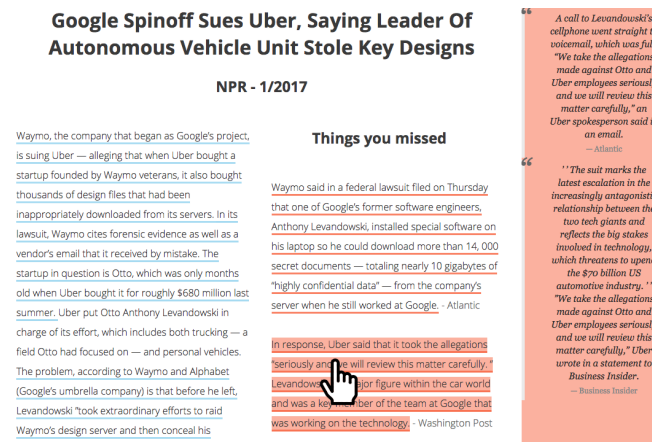 Google Spinoff Sues Uber, Saying Leader Of
Autonomous Vehicle Unit Stole Key Designs
NPR - 1/2017
Waymo, the company that began as Google's project,
is suing Uber — alleging that when Uber bought a
startup founded by Waymo veterans, it also bought
thousands of design files that had been
inappropriately downloaded from its servers. In its
lawsuit, Waymo cites forensic evidence as well as a
vendor's email that it received by mistake. The
startup in question is Otto, which was only months
old when Uber bought it for roughly $680 million last
summer. Uber put Otto Anthony Levandowski in
charge of its effort, which includes both trucking — a
field Otto had focused on — and personal vehicles.
The problem, according to Waymo and Alphabet
(Google's umbrella company) is that before he left,
Levandowski "took extraordinary efforts to raid
Waymo's design server and then conceal his
Things you missed
Waymo said in a federal lawsuit filed on Thursday
that one of Google's former software engineers,
Anthony Levandowski, installed special software on
his laptop so he could download more than 14, 000
secret documents — totaling nearly 10 gigabytes of
"highly confidential data" — from the company's
server when he still worked at Google. - Atlantic
In response, Uber said that it took the allegations
"seriously and we will review this matter carefully. "
Levandows ajor figure within the car world
and was a key member of the team at Google that
was working on the technology. - Washington Post
“
A call to Levandowski's
cellphone went straight t
voicemail, which was ful
"We take the allegations
made against Otto and
Uber employees seriousl
and we will review this
matter carefully," an
Uber spokesperson said i
an email.
— Atlantic
“
' 'The suit marks the
latest escalation in the
increasingly antagonisti
relationship between the
two tech giants and
reflects the big stakes
involved in technology,
which threatens to upen
the $70 billion US
automotive industry. ' '
"We take the allegations
made against Otto and
Uber employees seriousl
and we will review this
matter carefully," Uber
wrote in a statement to
Business Insider.
— Business Insider